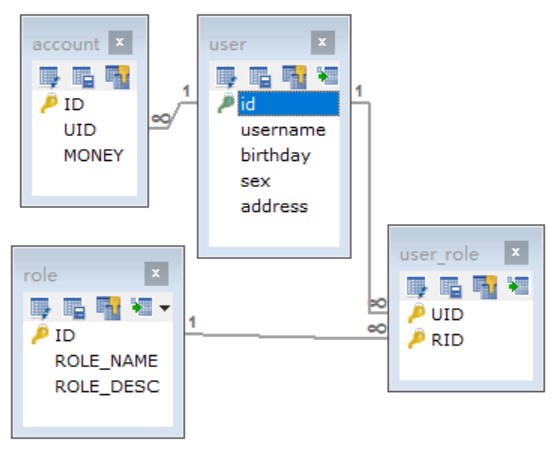 account x
ID
UID
MONEY
1
∞
user x
id
username
birthday
sex
address
1
role x
ID
ROLE_NAME
ROLE_DESC
1
user_role x
∞
UID
∞
RID